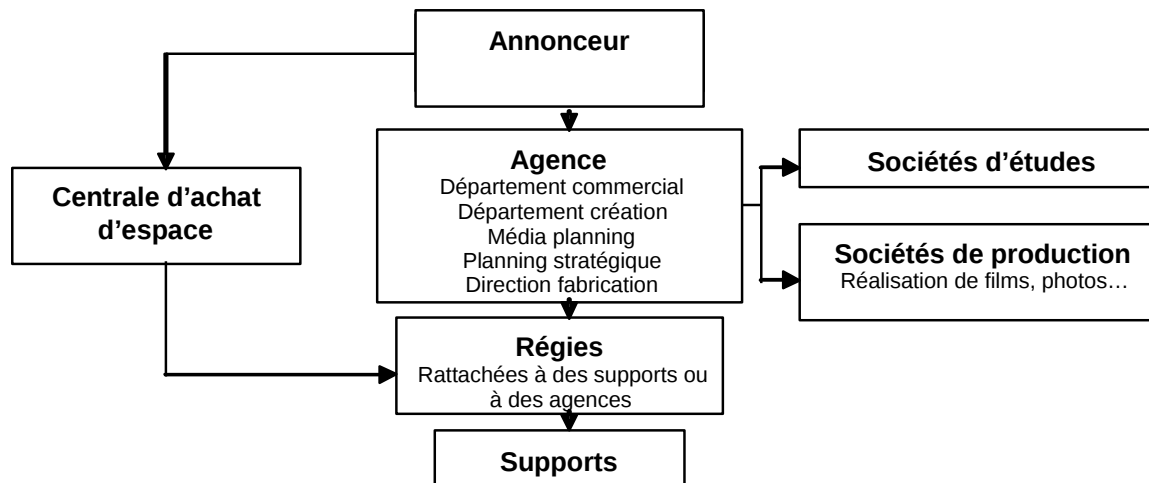 Annonceur
Agence
Département commercial
Département création
Média planning
Planning stratégique
Direction fabrication
Sociétés d’études
Centrale d’achat
d’espace
Sociétés de production
Réalisation de films, photos…
Régies
Rattachées à des supports ou
à des agences
Supports